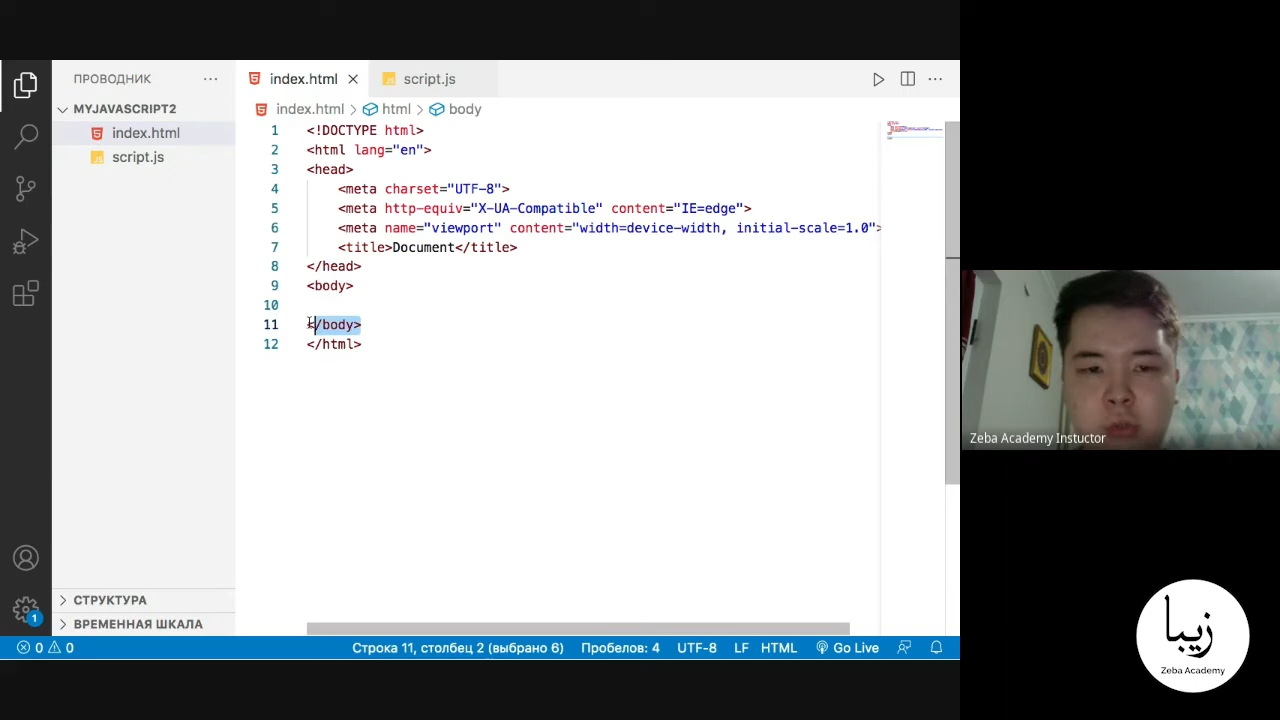 ПРОВОДНИК
MYJAVASCRIPT2
index.html
script.js
СТРУКТУРА
ВРЕМЕННАЯ ШКАЛА
index.html
script.js
index.html > html > body
1 <!DOCTYPE html>
2 <html lang="en">
3 <head>
4 <meta charset="UTF-8">
5 <meta http-equiv="X-UA-Compatible" content="IE=edge">
6 <meta name="viewport" content="width=device-width, initial-scale=1.0">
7 <title>Document</title>
8 </head>
9 <body>
10
11 </body>
12 </html>
1
0 0 Строка 11, столбец 2 (выбрано 6) Пробелов: 4 UTF-8 LF HTML Go Live
Zeba Academy Instuctor
زيبا
Zeba Academy